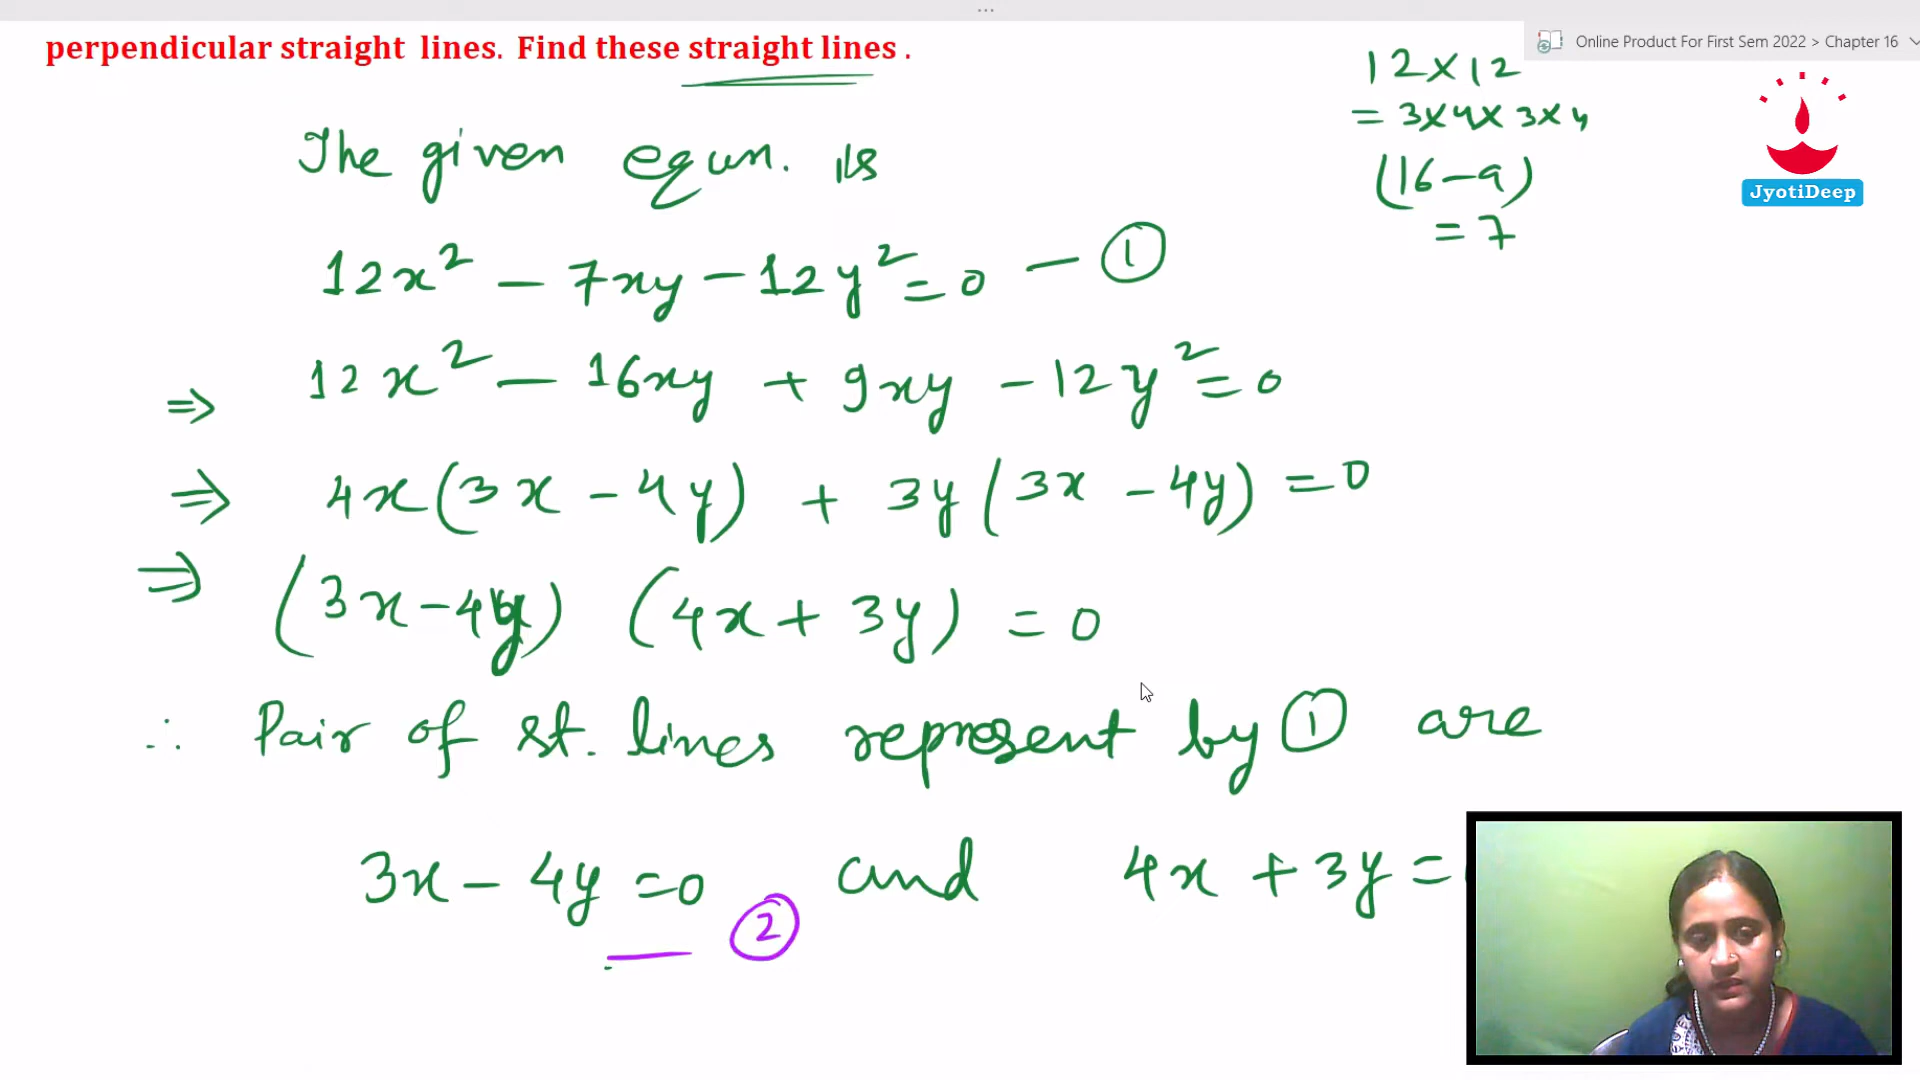 ...
Online Product For First Sem 2022 > Chapter 16
perpendicular straight lines. Find these straight lines .
12×12
= 3×4×3×4
(16-9)
= 7
JyotiDeep
The given equn. is
12x² - 7xy - 12y² = 0 — ①
⇒ 12x² - 16xy + 9xy - 12y² = 0
⇒ 4x(3x - 4y) + 3y(3x - 4y) = 0
⇒ (3x - 4y) (4x + 3y) = 0
∴ Pair of st. lines represent by ① are
3x - 4y = 0 and 4x + 3y =
— ②